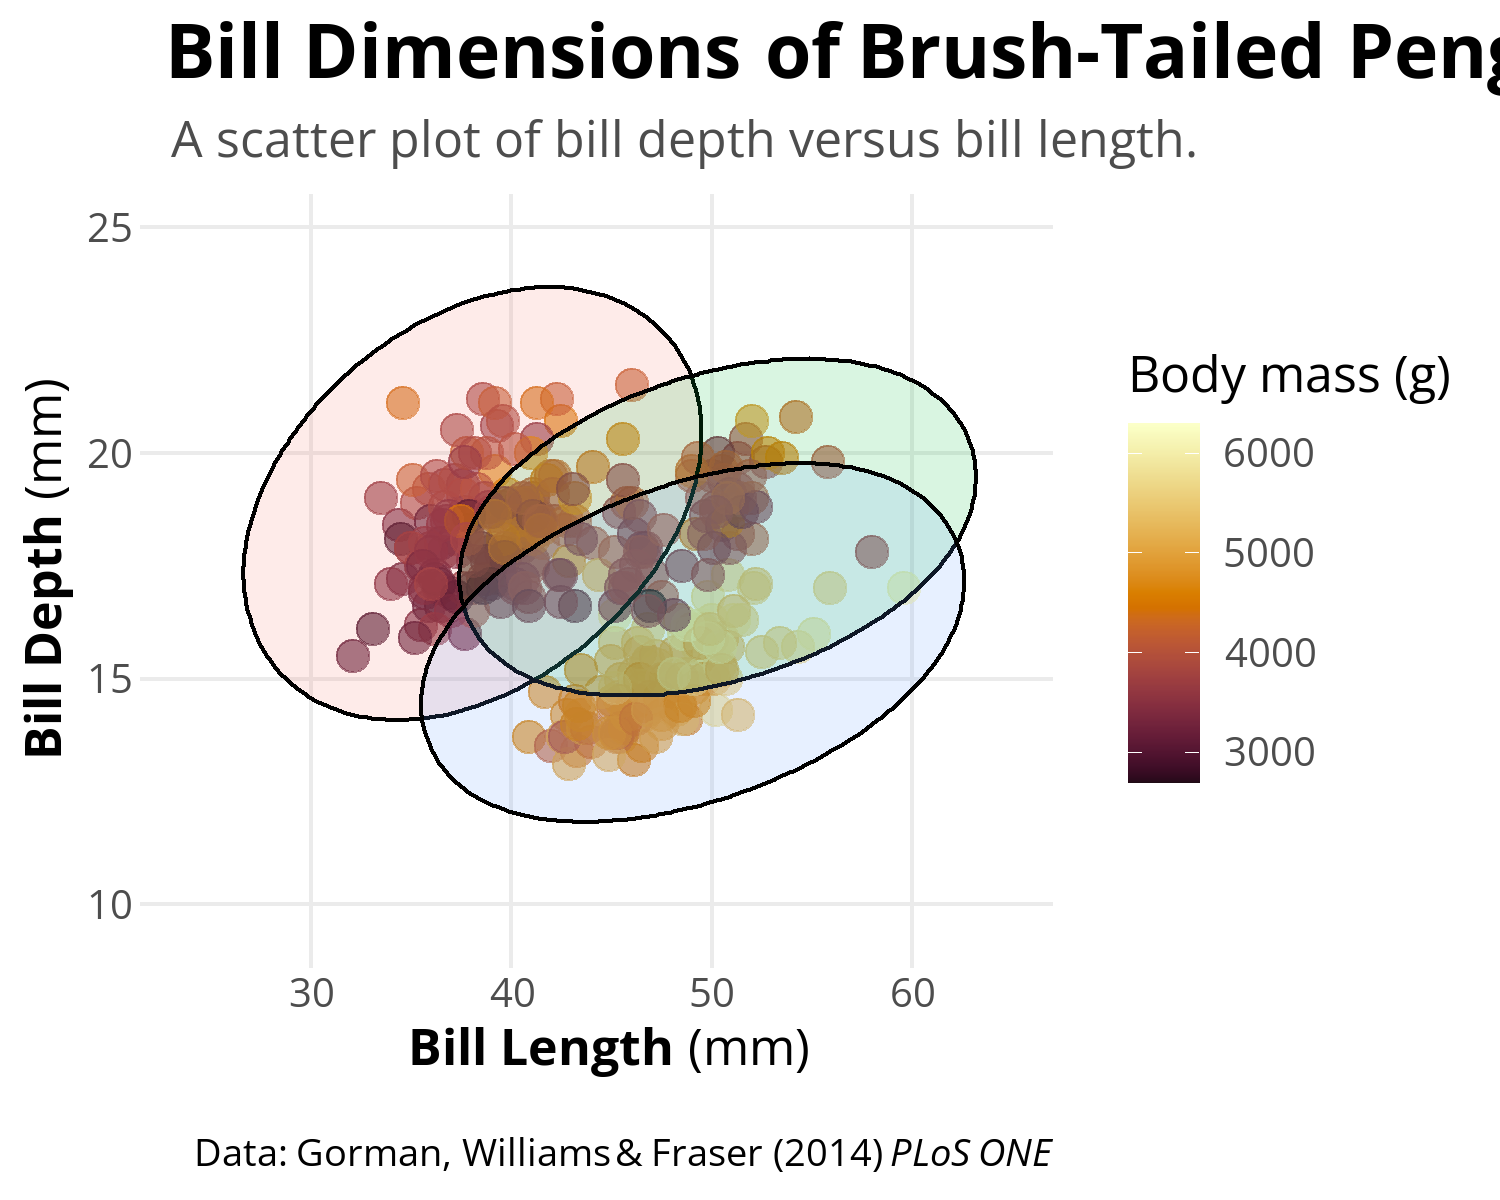 Bill Dimensions of Brush-Tailed Peng
A scatter plot of bill depth versus bill length.
25
20
15
10
Bill Depth (mm)
30 40 50 60
Bill Length (mm)
Body mass (g)
6000
5000
4000
3000
Data: Gorman, Williams & Fraser (2014) PLoS ONE